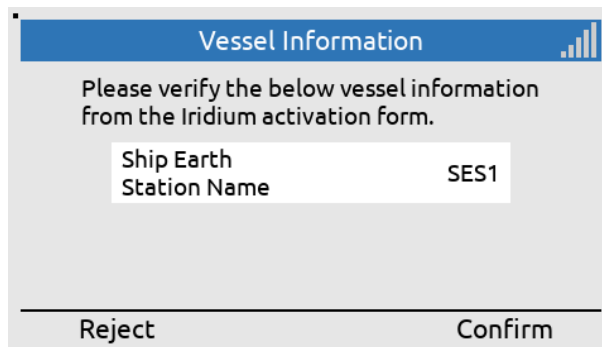 Vessel Information
Please verify the below vessel information
from the Iridium activation form.
Ship Earth
Station Name
SES1
Reject
Confirm